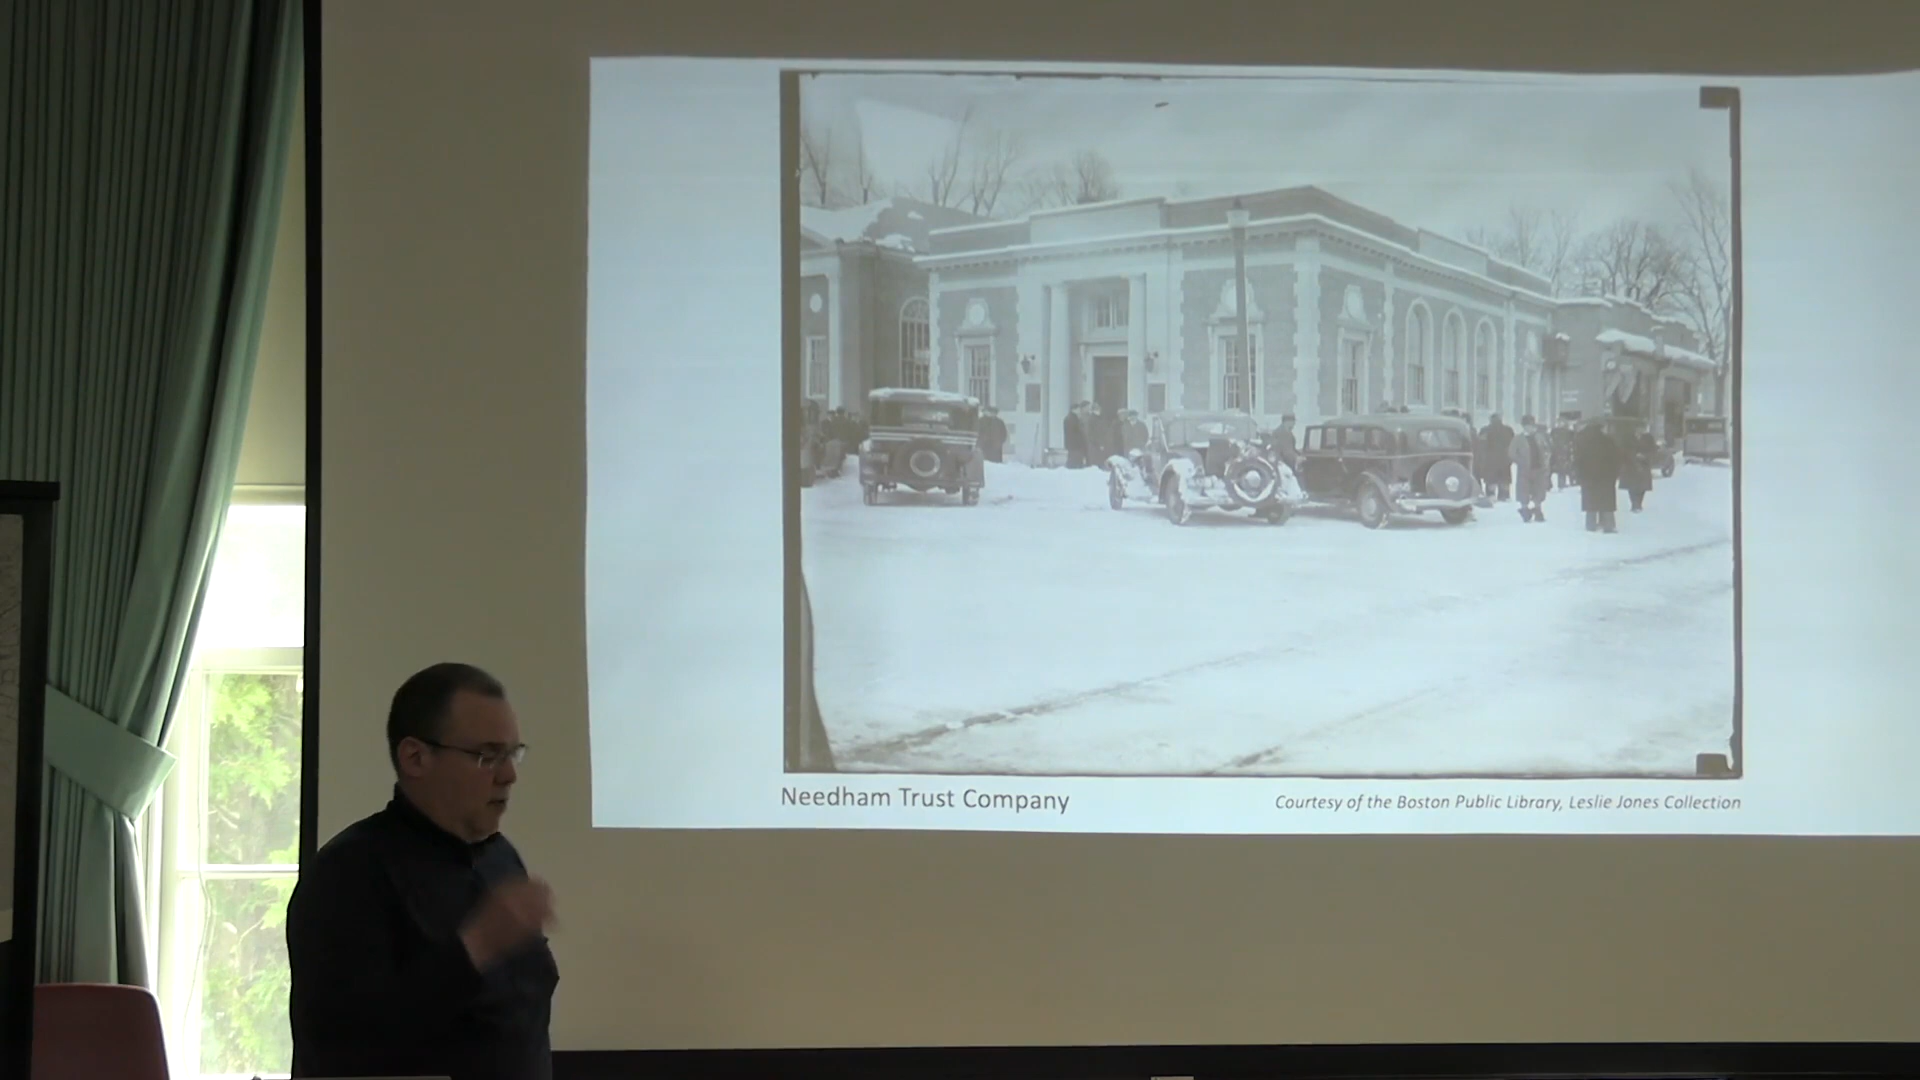 Needham Trust Company
Courtesy of the Boston Public Library, Leslie Jones Collection